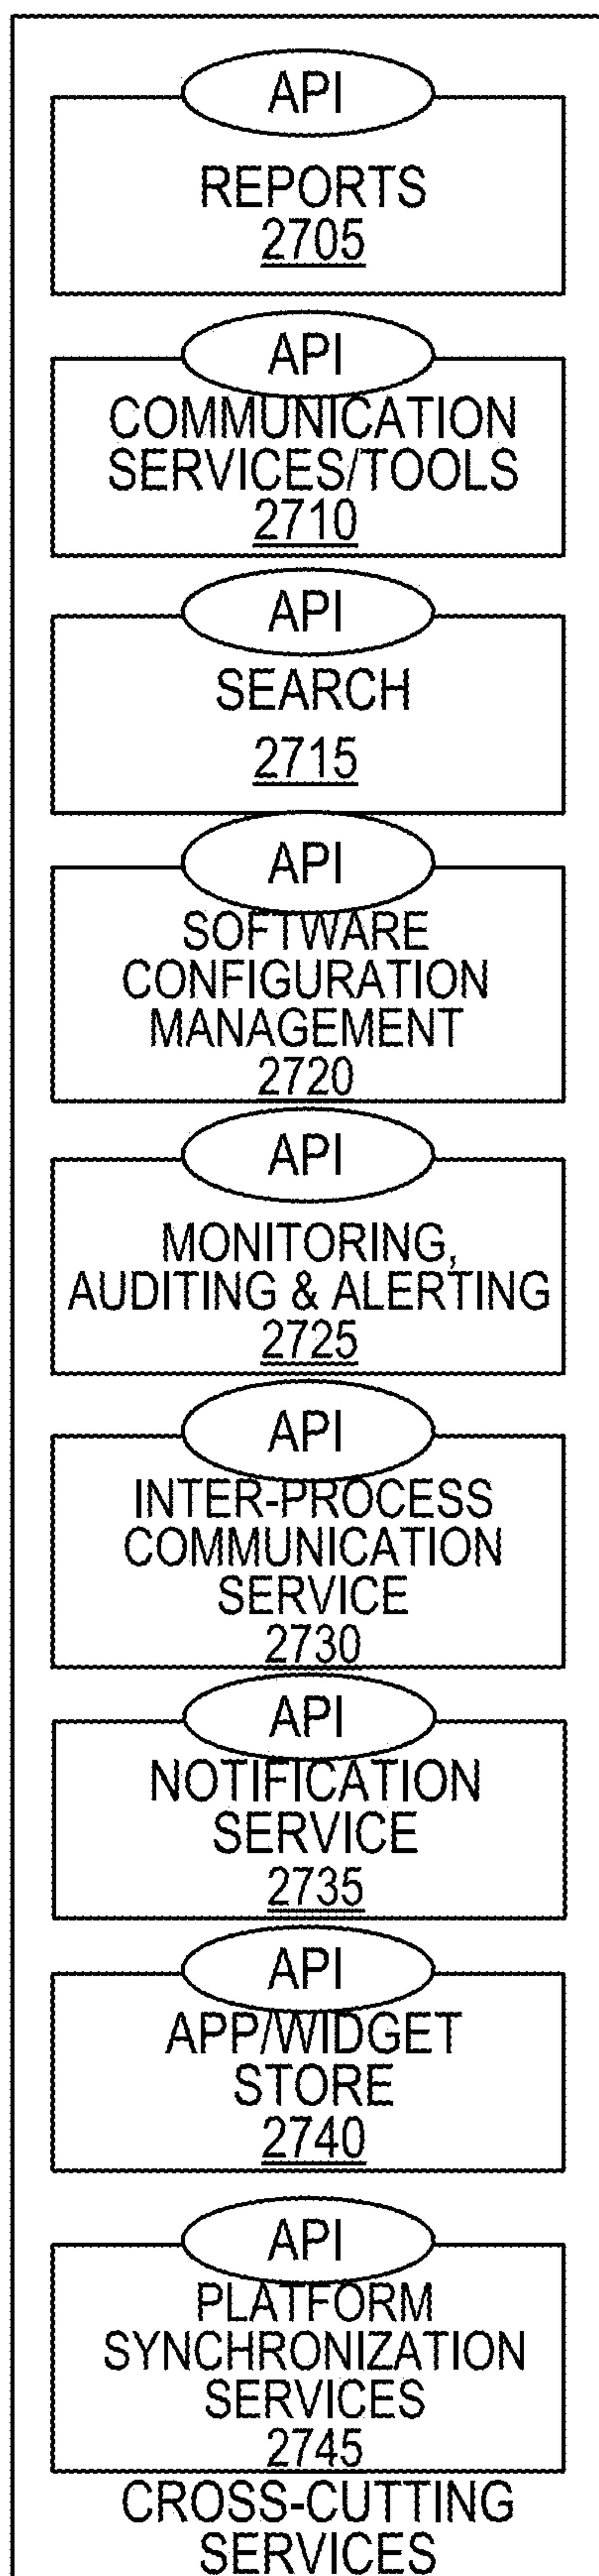 API
REPORTS
2705
API
COMMUNICATION
SERVICES/TOOLS
2710
API
SEARCH
2715
API
SOFTWARE
CONFIGURATION
MANAGEMENT
2720
API
MONITORING,
AUDITING & ALERTING
2725
API
INTER-PROCESS
COMMUNICATION
SERVICE
2730
API
NOTIFICATION
SERVICE
2735
API
APP/WIDGET
STORE
2740
API
PLATFORM
SYNCHRONIZATION
SERVICES
2745
CROSS-CUTTING
SERVICES